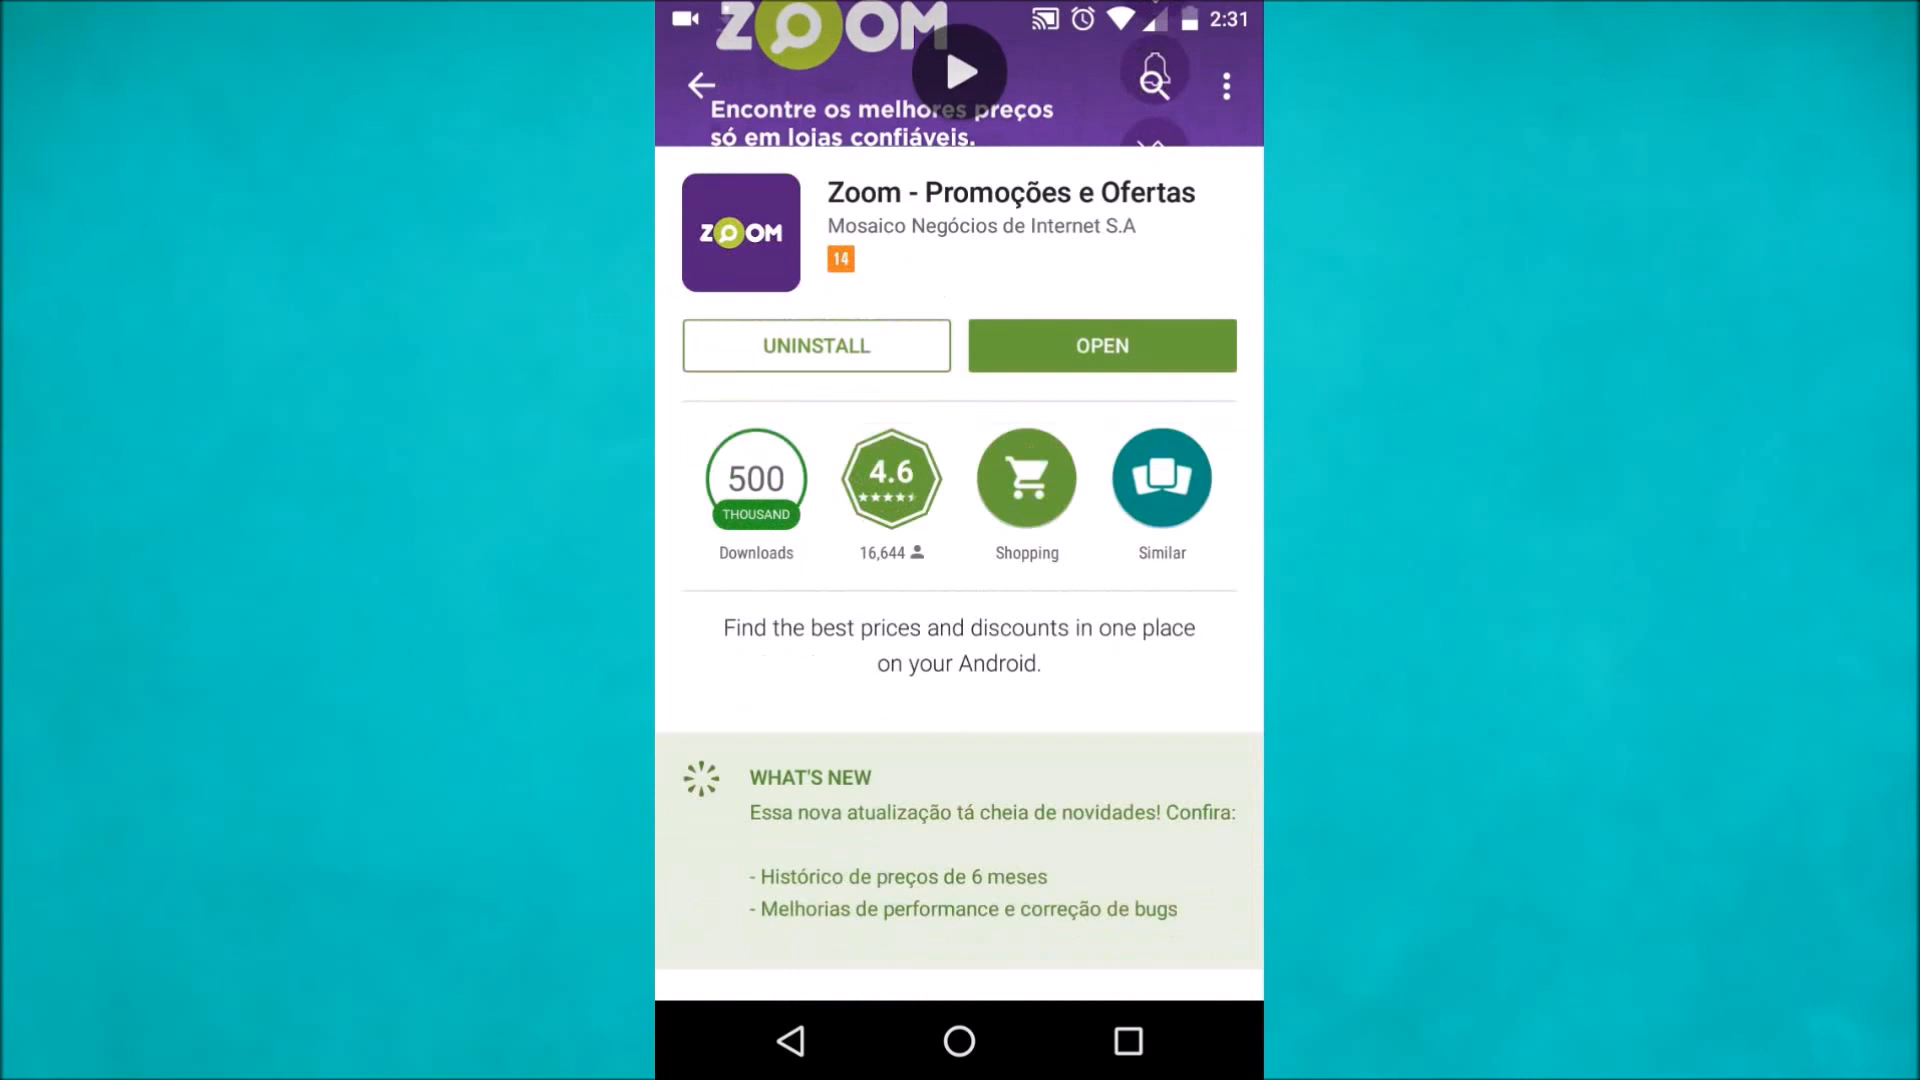 2:31
ZOOM
Encontre os melhores preços
só em lojas confiáveis.
ZOOM
Zoom - Promoções e Ofertas
Mosaico Negócios de Internet S.A
14
UNINSTALL
OPEN
500
THOUSAND
4.6
Downloads
16,644
Shopping
Similar
Find the best prices and discounts in one place
on your Android.
WHAT'S NEW
Essa nova atualização tá cheia de novidades! Confira:
- Histórico de preços de 6 meses
- Melhorias de performance e correção de bugs